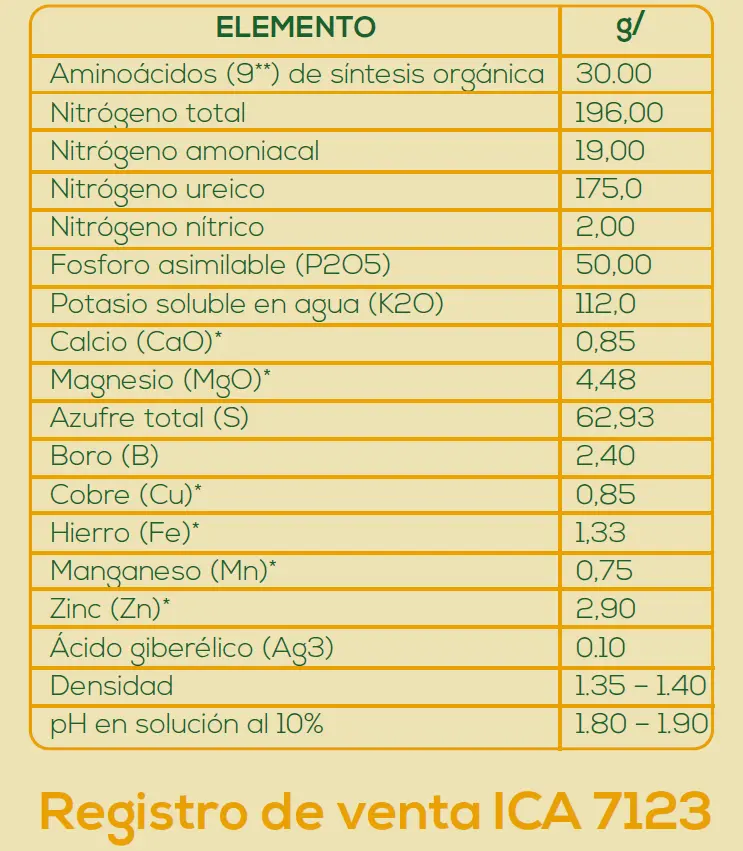 ELEMENTO g/
Aminoácidos (9**) de síntesis orgánica 30.00
Nitrógeno total 196,00
Nitrógeno amoniacal 19,00
Nitrógeno ureico 175,0
Nitrógeno nítrico 2,00
Fosforo asimilable (P2O5) 50,00
Potasio soluble en agua (K2O) 112,0
Calcio (CaO)* 0,85
Magnesio (MgO)* 4,48
Azufre total (S) 62,93
Boro (B) 2,40
Cobre (Cu)* 0,85
Hierro (Fe)* 1,33
Manganeso (Mn)* 0,75
Zinc (Zn)* 2,90
Ácido giberélico (Ag3) 0.10
Densidad 1.35 – 1.40
pH en solución al 10% 1.80 – 1.90
Registro de venta ICA 7123